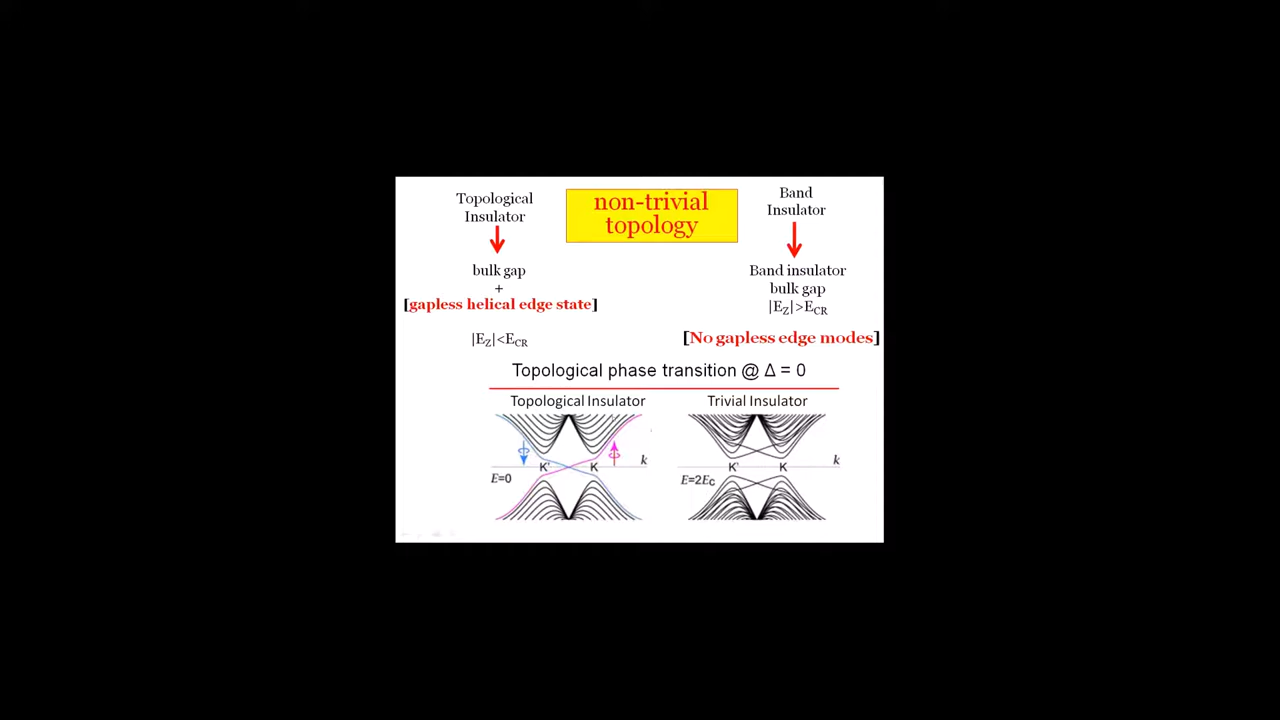 Topological
Insulator
bulk gap
+
[gapless helical edge state]
|E_Z|<E_CR
non-trivial
topology
Band
Insulator
Band insulator
bulk gap
|E_Z|>E_CR
[No gapless edge modes]
Topological phase transition @ Δ = 0
Topological Insulator
K' K k
E=0
Trivial Insulator
K' K k
E=2Ec